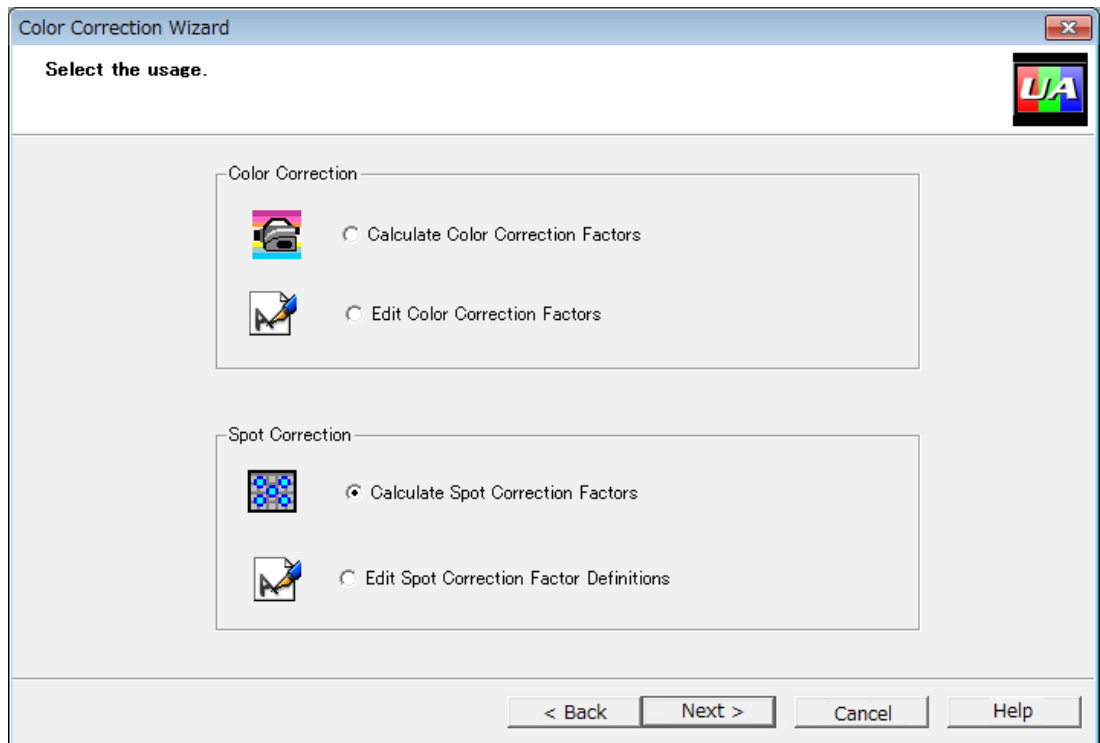 Color Correction Wizard
Select the usage.
UA
Color Correction
Calculate Color Correction Factors
Edit Color Correction Factors
Spot Correction
Calculate Spot Correction Factors
Edit Spot Correction Factor Definitions
< Back Next > Cancel Help